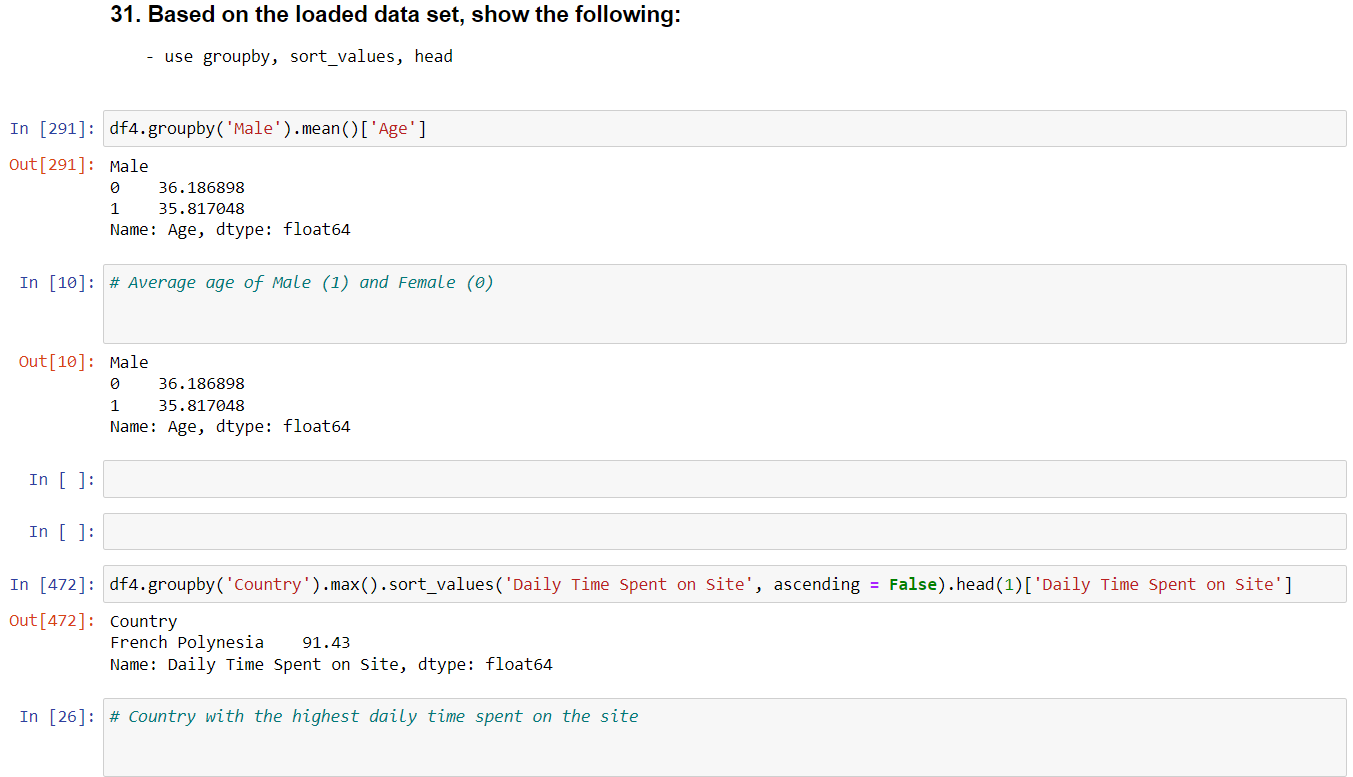 31. Based on the loaded data set, show the following:
- use groupby, sort_values, head
In [291]: df4.groupby('Male').mean()['Age']
Out[291]: Male
0    36.186898
1    35.817048
Name: Age, dtype: float64
In [10]: # Average age of Male (1) and Female (0)
Out[10]: Male
0    36.186898
1    35.817048
Name: Age, dtype: float64
In [ ]:
In [ ]:
In [472]: df4.groupby('Country').max().sort_values('Daily Time Spent on Site', ascending = False).head(1)['Daily Time Spent on Site']
Out[472]: Country
French Polynesia    91.43
Name: Daily Time Spent on Site, dtype: float64
In [26]: # Country with the highest daily time spent on the site